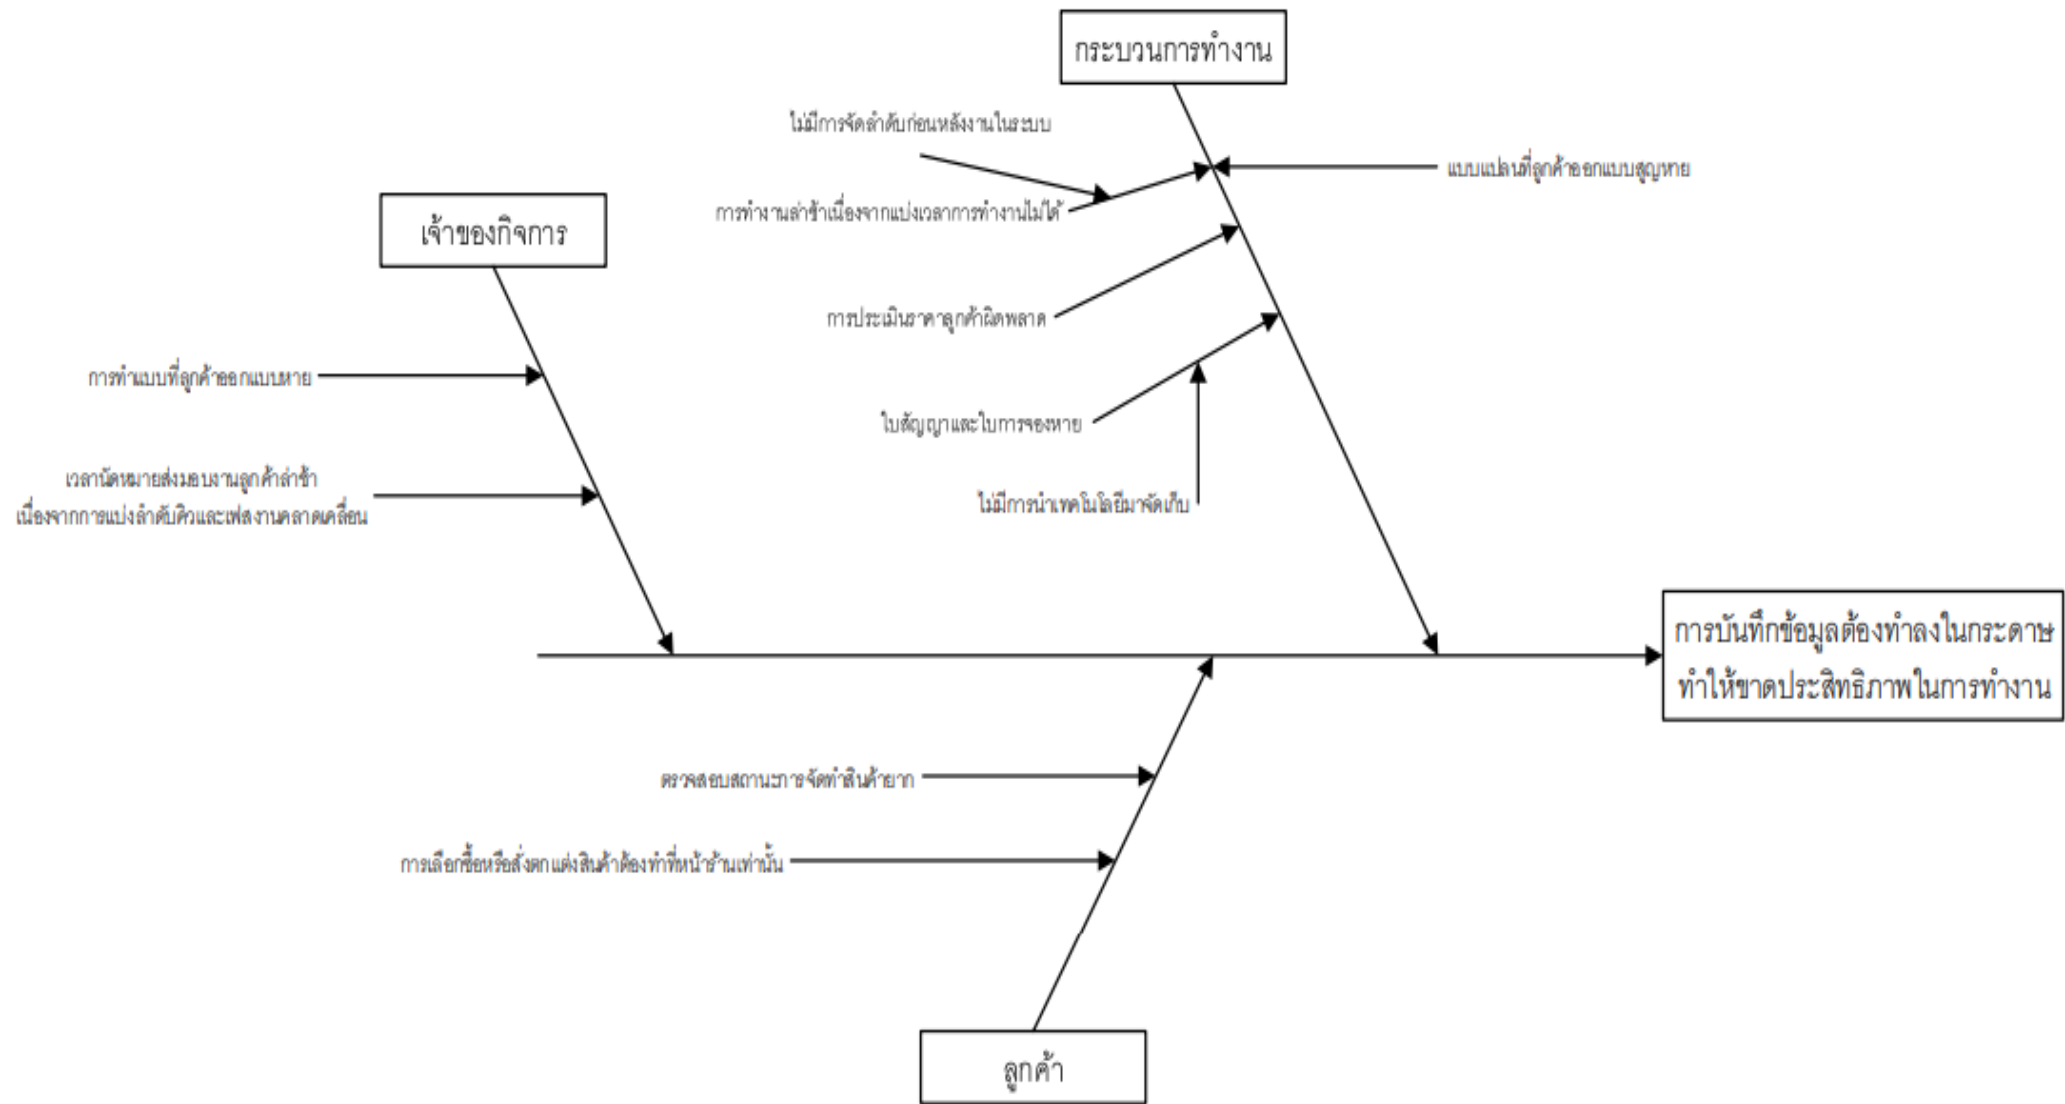 กระบวนการทำงาน
ไม่มีการจัดลำดับก่อนหลังงานในระบบ
แบบแปลนที่ลูกค้าออกแบบสูญหาย
การทำงานล่าช้าเนื่องจากแบ่งเวลาการทำงานไม่ได้
เจ้าของกิจการ
การประเมินราคาลูกค้าผิดพลาด
การทำแบบที่ลูกค้าออกแบบหาย
ใบสัญญาและใบการจองหาย
เวลานัดหมายส่งมอบงานลูกค้าล่าช้า
เนื่องจากการแบ่งลำดับคิวและเฟสงานคลาดเคลื่อน
ไม่มีการนำเทคโนโลยีมาจัดเก็บ
การบันทึกข้อมูลต้องทำลงในกระดาษ
ทำให้ขาดประสิทธิภาพในการทำงาน
ตรวจสอบสถานะการจัดทำสินค้ายาก
การเลือกซื้อหรือสั่งตกแต่งสินค้าต้องทำที่หน้าร้านเท่านั้น
ลูกค้า